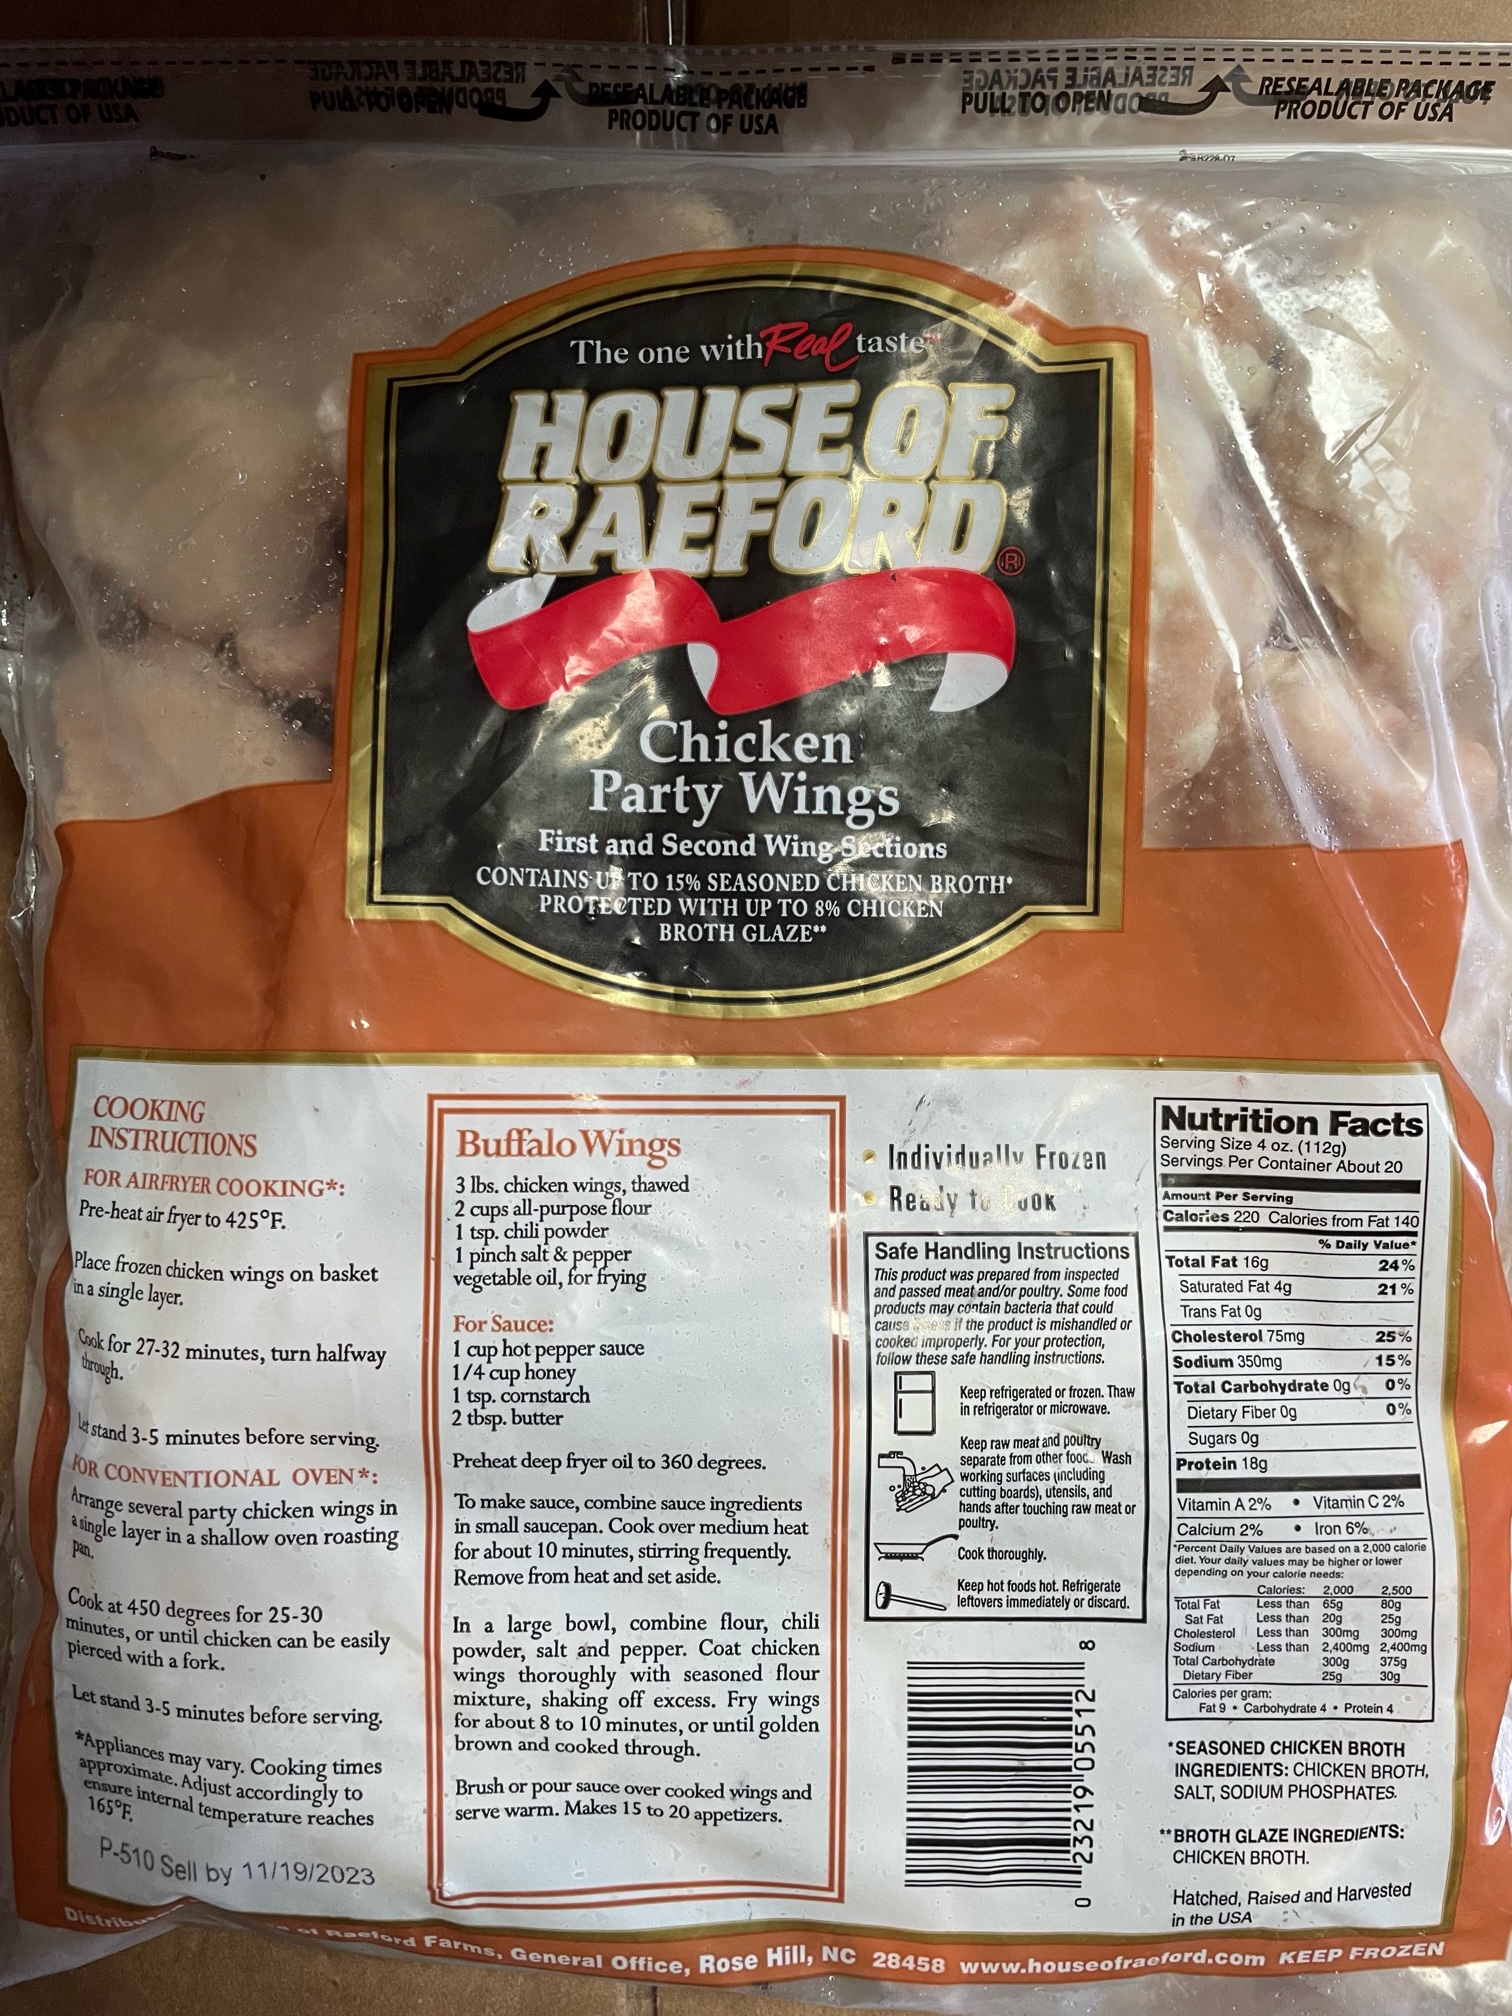 PULL TO OPEN
RESEALABLE PACKAGE
PRODUCT OF USA
PULL TO OPEN
RESEALABLE PACKAGE
PRODUCT OF USA
DUCT OF USA
The one with Real taste
HOUSE OF
RAEFORD®
Chicken
Party Wings
First and Second Wing Sections
CONTAINS UP TO 15% SEASONED CHICKEN BROTH*
PROTECTED WITH UP TO 8% CHICKEN
BROTH GLAZE**
COOKING
INSTRUCTIONS
FOR AIRFRYER COOKING*:
Pre-heat air fryer to 425°F.
Place frozen chicken wings on basket
in a single layer.
Cook for 27-32 minutes, turn halfway
through.
Let stand 3-5 minutes before serving.
FOR CONVENTIONAL OVEN*:
Arrange several party chicken wings in
a single layer in a shallow oven roasting
pan.
Cook at 450 degrees for 25-30
minutes, or until chicken can be easily
pierced with a fork.
Let stand 3-5 minutes before serving.
*Appliances may vary. Cooking times
approximate. Adjust accordingly to
ensure internal temperature reaches
165°F.
P-510 Sell by 11/19/2023
Buffalo Wings
3 lbs. chicken wings, thawed
2 cups all-purpose flour
1 tsp. chili powder
1 pinch salt & pepper
vegetable oil, for frying
For Sauce:
1 cup hot pepper sauce
1/4 cup honey
1 tsp. cornstarch
2 tbsp. butter
Preheat deep fryer oil to 360 degrees.
To make sauce, combine sauce ingredients
in small saucepan. Cook over medium heat
for about 10 minutes, stirring frequently.
Remove from heat and set aside.
In a large bowl, combine flour, chili
powder, salt and pepper. Coat chicken
wings thoroughly with seasoned flour
mixture, shaking off excess. Fry wings
for about 8 to 10 minutes, or until golden
brown and cooked through.
Brush or pour sauce over cooked wings and
serve warm. Makes 15 to 20 appetizers.
• Individually Frozen
• Ready to Cook
Safe Handling Instructions
This product was prepared from inspected
and passed meat and/or poultry. Some food
products may contain bacteria that could
cause illness if the product is mishandled or
cooked improperly. For your protection,
follow these safe handling instructions.
Keep refrigerated or frozen. Thaw
in refrigerator or microwave.
Keep raw meat and poultry
separate from other foods. Wash
working surfaces (including
cutting boards), utensils, and
hands after touching raw meat or
poultry.
Cook thoroughly.
Keep hot foods hot. Refrigerate
leftovers immediately or discard.
0 23219 05512 8
Nutrition Facts
Serving Size 4 oz. (112g)
Servings Per Container About 20
Amount Per Serving
Calories 220 Calories from Fat 140
% Daily Value*
Total Fat 16g 24%
Saturated Fat 4g 21%
Trans Fat 0g
Cholesterol 75mg 25%
Sodium 350mg 15%
Total Carbohydrate 0g 0%
Dietary Fiber 0g 0%
Sugars 0g
Protein 18g
Vitamin A 2% • Vitamin C 2%
Calcium 2% • Iron 6%
*Percent Daily Values are based on a 2,000 calorie
diet. Your daily values may be higher or lower
depending on your calorie needs:
Calories: 2,000 2,500
Total Fat Less than 65g 80g
Sat Fat Less than 20g 25g
Cholesterol Less than 300mg 300mg
Sodium Less than 2,400mg 2,400mg
Total Carbohydrate 300g 375g
Dietary Fiber 25g 30g
Calories per gram:
Fat 9 • Carbohydrate 4 • Protein 4
*SEASONED CHICKEN BROTH
INGREDIENTS: CHICKEN BROTH,
SALT, SODIUM PHOSPHATES.
**BROTH GLAZE INGREDIENTS:
CHICKEN BROTH.
Hatched, Raised and Harvested
in the USA
of Raeford Farms, General Office, Rose Hill, NC 28458 www.houseofraeford.com KEEP FROZEN